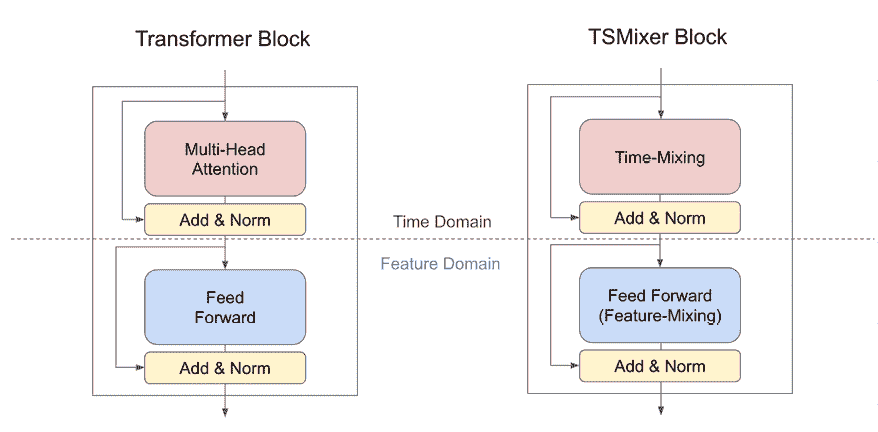 Transformer Block
TSMixer Block
Multi-Head
Attention
Time-Mixing
Add & Norm
Add & Norm
Time Domain
Feature Domain
Feed
Forward
Feed Forward
(Feature-Mixing)
Add & Norm
Add & Norm